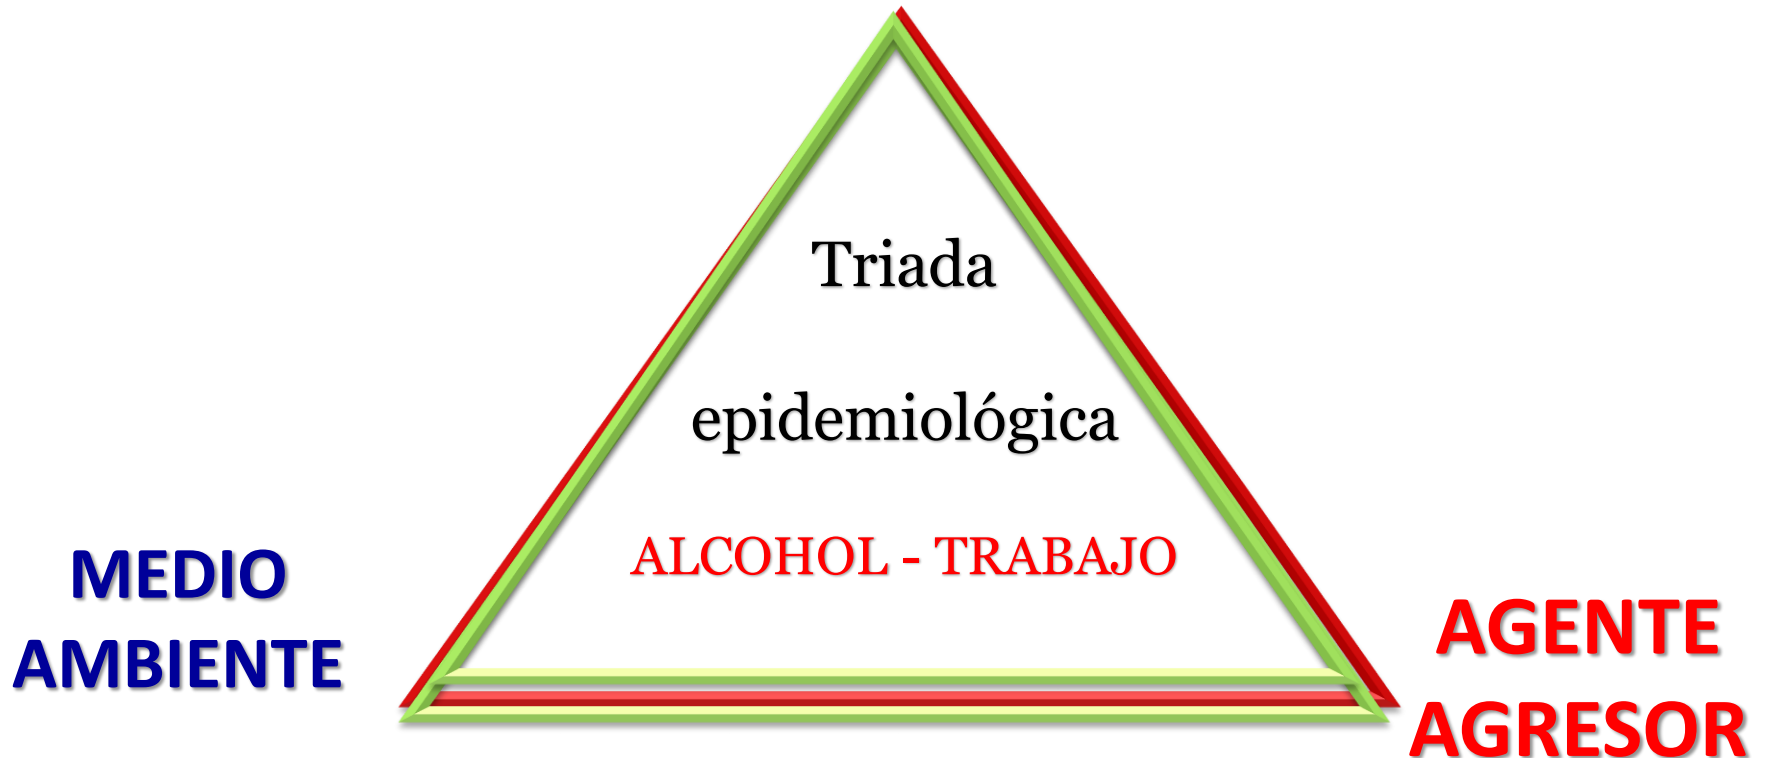 Triada
epidemiológica
ALCOHOL - TRABAJO
MEDIO
AMBIENTE
AGENTE
AGRESOR